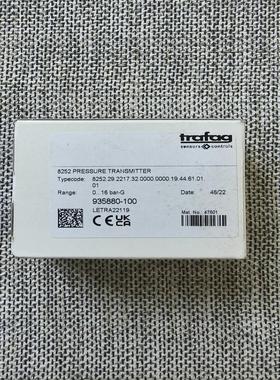 trafag
sensors controls
8252 PRESSURE TRANSMITTER
Typecode: 8252.29.2217.32.0000.0000.19.44.61.01.
01
Range: 0...16 bar-G Date: 46/22
935880-100
LETRA22119
CE UK CA Mat. No.: 47601